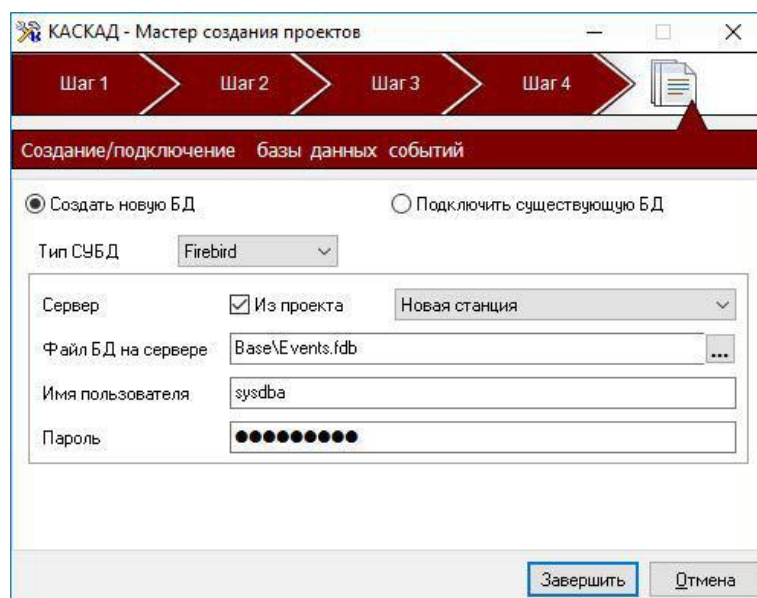 КАСКАД - Мастер создания проектов
Шаг 1 Шаг 2 Шаг 3 Шаг 4
Создание/подключение базы данных событий
Создать новую БД Подключить существующую БД
Тип СУБД Firebird
Сервер Из проекта Новая станция
Файл БД на сервере Base\Events.fdb ...
Имя пользователя sysdba
Пароль ●●●●●●●●●
Завершить Отмена